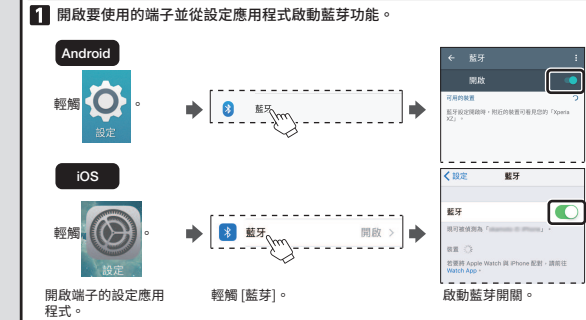 1 開啟要使用的端子並從設定應用程式啟動藍芽功能。
Android
輕觸 。
設定
藍牙
← 藍牙
開啟
可用的裝置
藍牙設定開啟時，附近的裝置可看見您的「Xperia
XZ」。
iOS
輕觸 。
設定
藍牙 開啟 >
< 設定 藍牙
藍牙
既可被偵測為「 iPhone」。
裝置
若要將 Apple Watch 與 iPhone 配對，請前往
Watch App。
開啟端子的設定應用
程式。
輕觸 [藍芽]。
啟動藍芽開關。